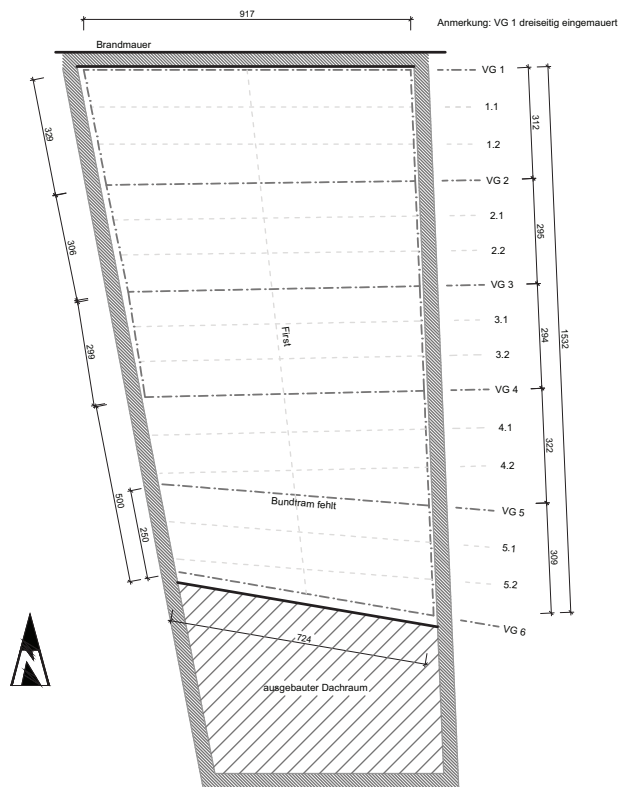 917
Anmerkung: VG 1 dreiseitig eingemauert
Brandmauer
VG 1
1.1
1.2
VG 2
2.1
2.2
VG 3
3.1
3.2
VG 4
4.1
4.2
VG 5
5.1
5.2
VG 6
312
295
294
322
309
1532
329
306
299
500
250
First
Bundtram fehlt
724
ausgebauter Dachraum
N